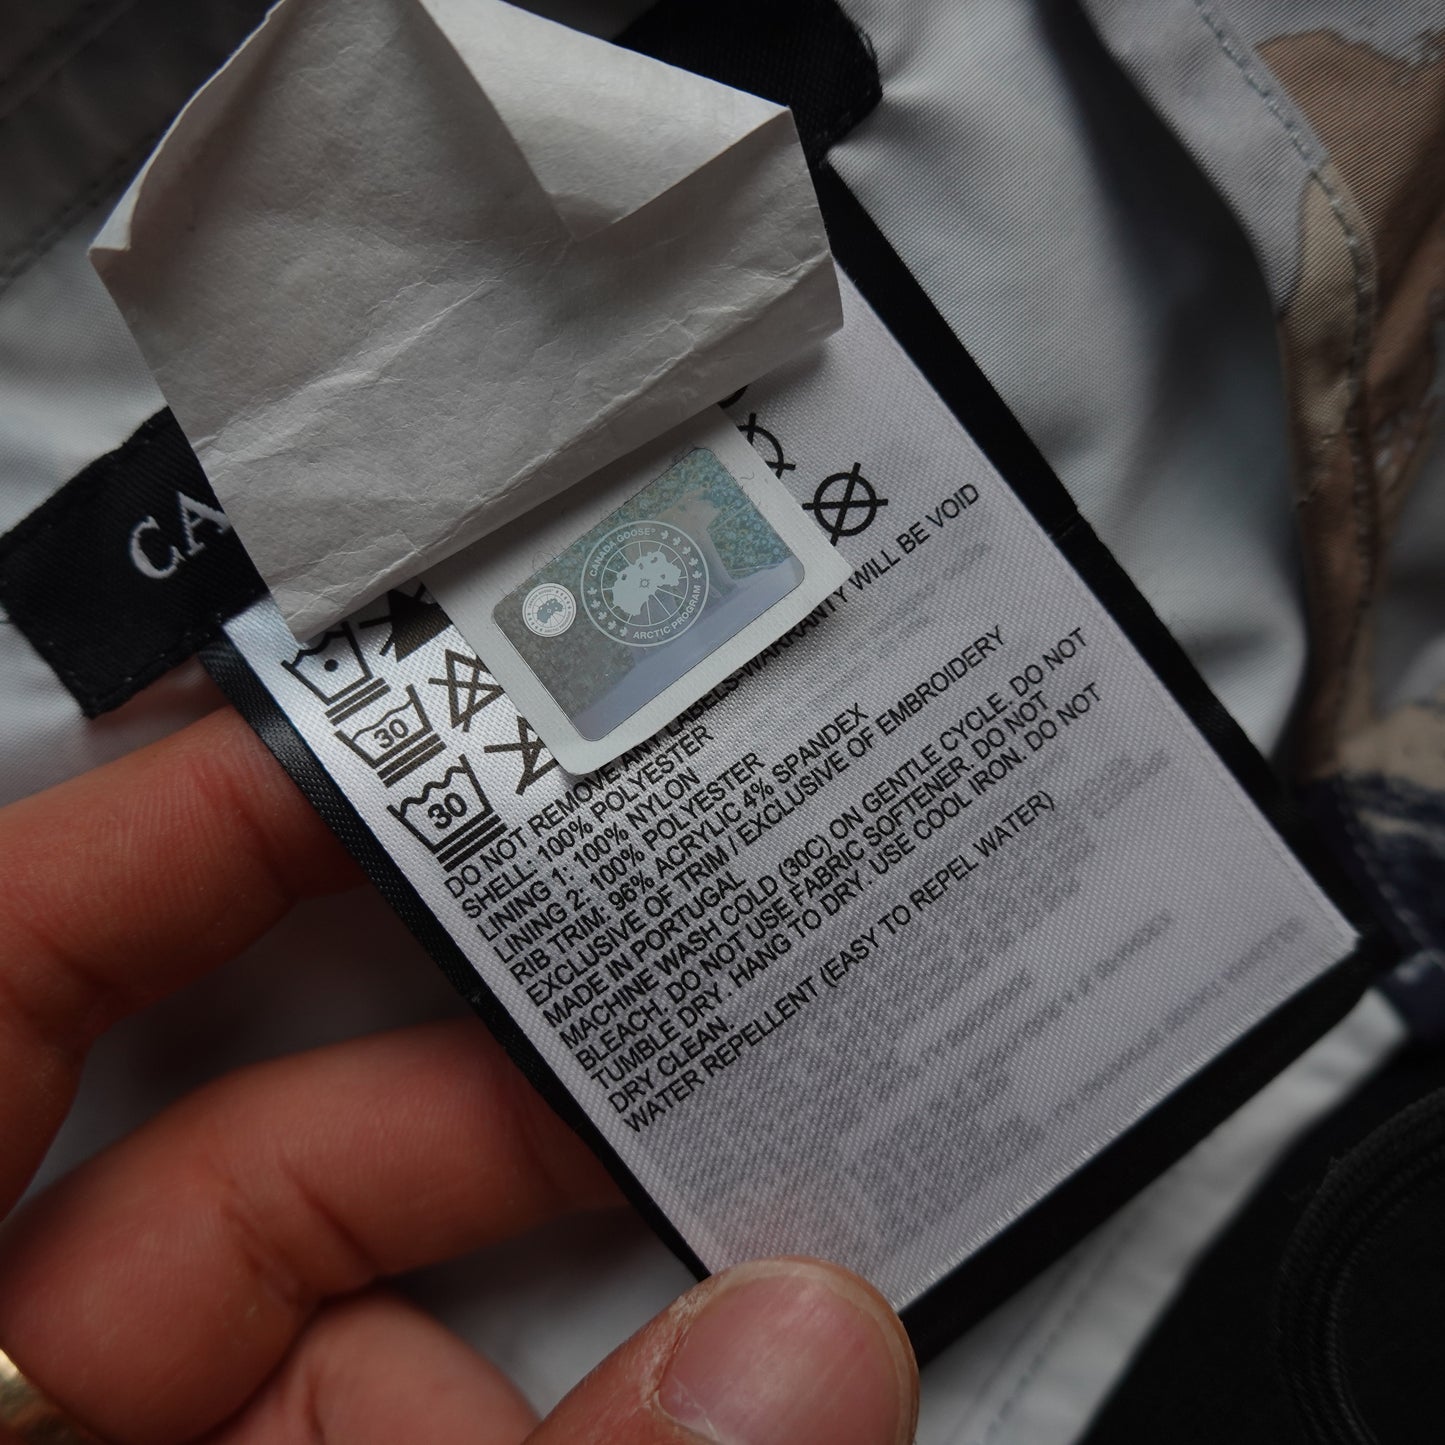 CA
CANADA GOOSE®
ARCTIC PROGRAM
30
30
DO NOT REMOVE ANY LABELS-WARRANTY WILL BE VOID
SHELL: 100% POLYESTER
LINING 1: 100% NYLON
LINING 2: 100% POLYESTER
RIB TRIM: 96% ACRYLIC 4% SPANDEX
EXCLUSIVE OF TRIM / EXCLUSIVE OF EMBROIDERY
MADE IN PORTUGAL
MACHINE WASH COLD (30C) ON GENTLE CYCLE. DO NOT
BLEACH. DO NOT USE FABRIC SOFTENER. DO NOT
TUMBLE DRY. HANG TO DRY. USE COOL IRON. DO NOT
DRY CLEAN.
WATER REPELLENT (EASY TO REPEL WATER)